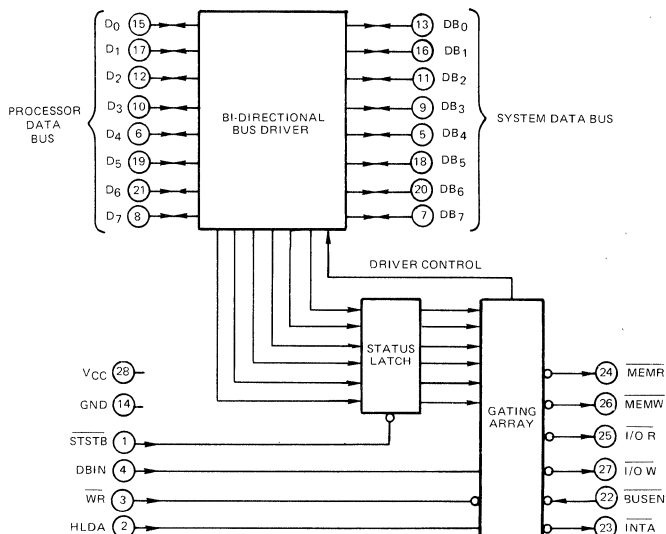 D0 15
D1 17
D2 12
D3 10
D4 6
D5 19
D6 21
D7 8
PROCESSOR
DATA
BUS
BI-DIRECTIONAL
BUS DRIVER
13 DB0
16 DB1
11 DB2
9 DB3
5 DB4
18 DB5
20 DB6
7 DB7
SYSTEM DATA BUS
DRIVER CONTROL
STATUS
LATCH
GATING
ARRAY
VCC 28
GND 14
STSTB 1
DBIN 4
WR 3
HLDA 2
24 MEMR
26 MEMW
25 I/O R
27 I/O W
22 BUSEN
23 INTA